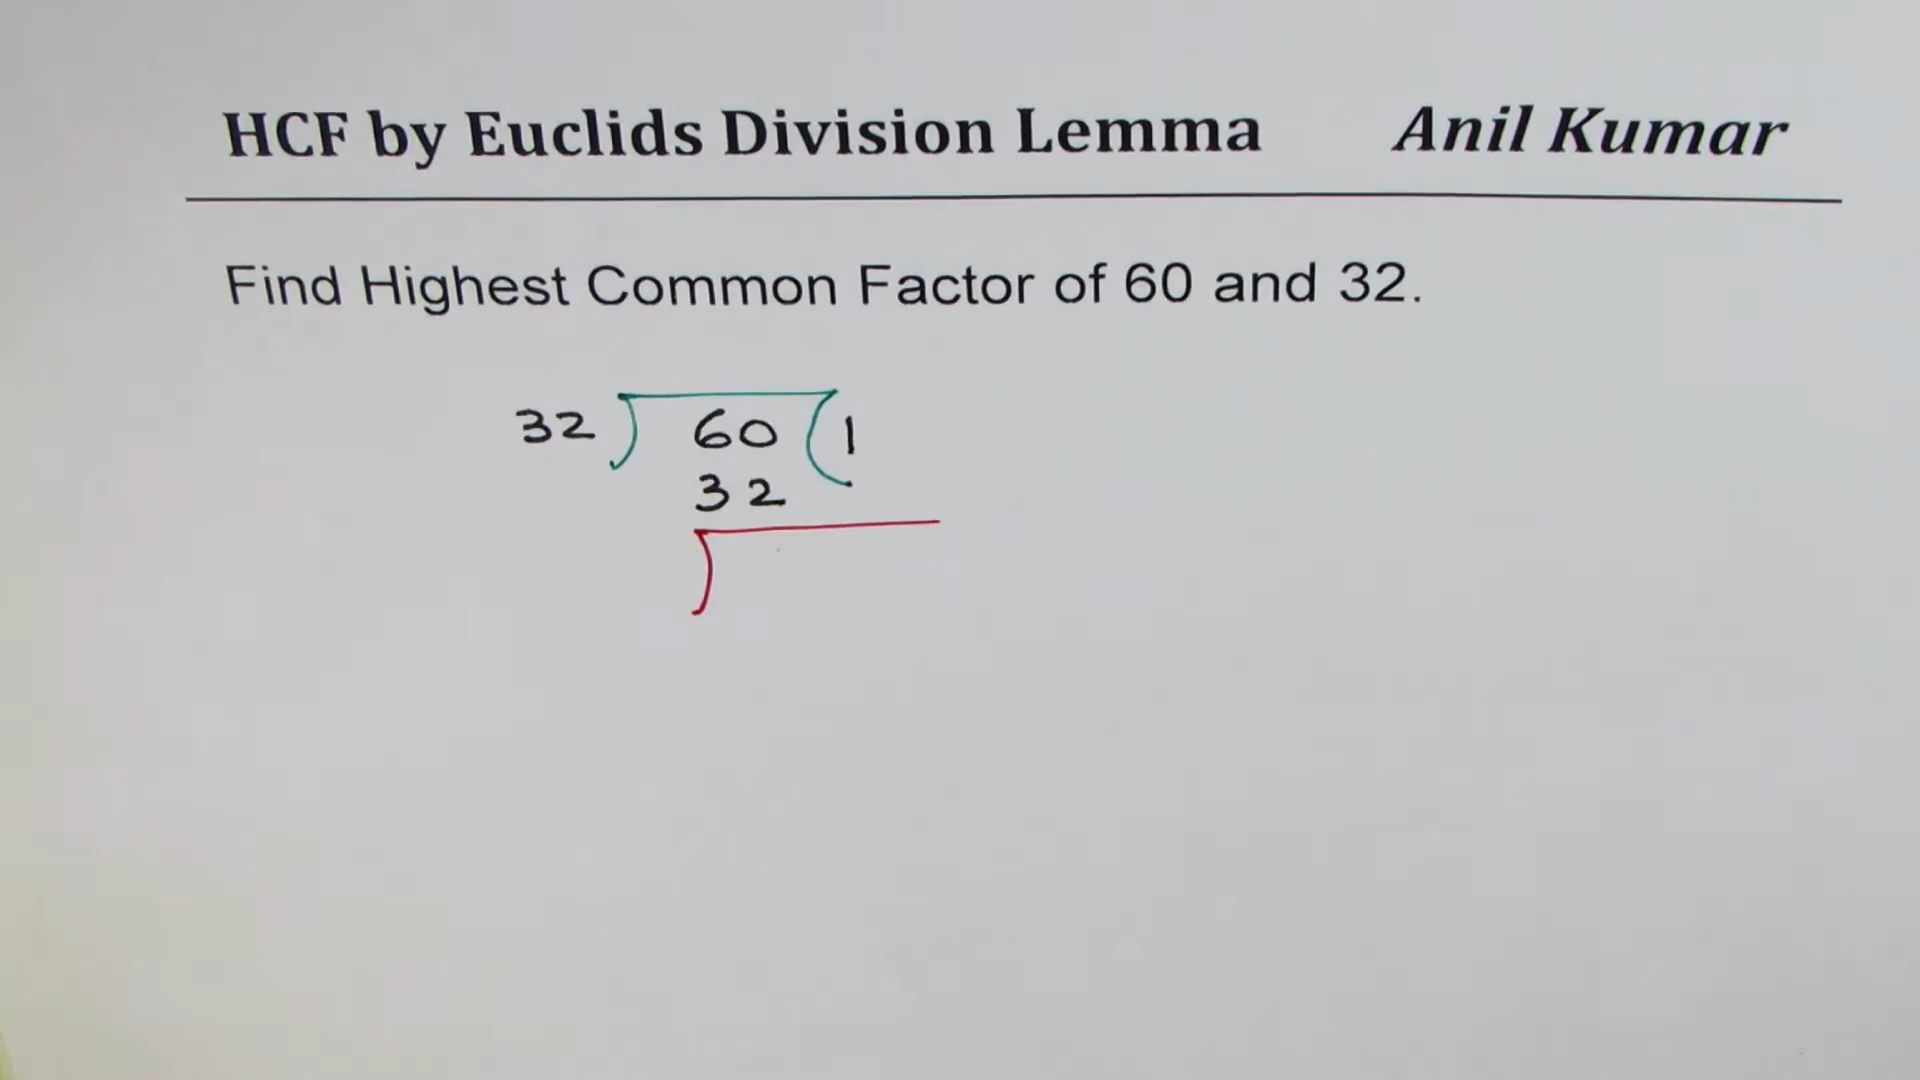 HCF by Euclids Division Lemma Anil Kumar
Find Highest Common Factor of 60 and 32.
32 ) 60 ( 1
32